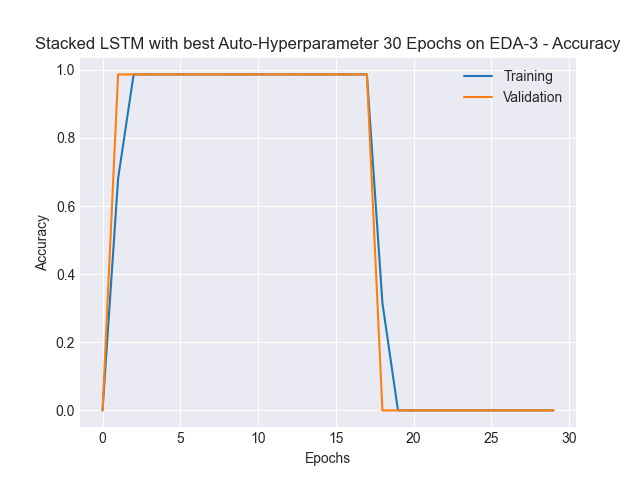 Stacked LSTM with best Auto-Hyperparameter 30 Epochs on EDA-3 - Accuracy
Training
Validation
1.0
0.8
0.6
0.4
0.2
0.0
Accuracy
0 5 10 15 20 25 30
Epochs